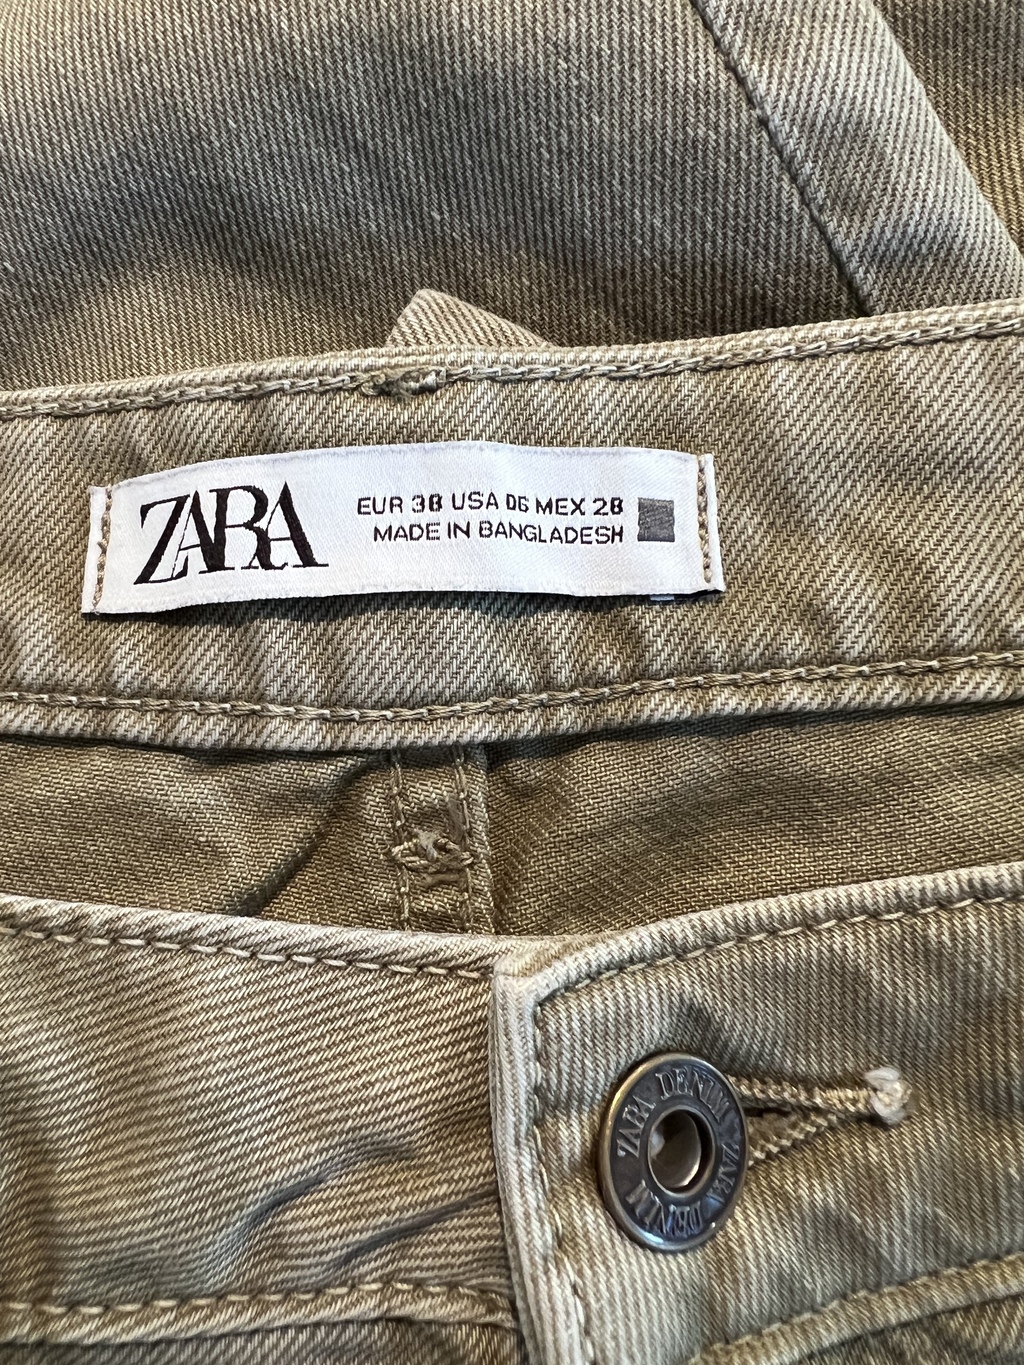 ZARA
EUR 38 USA 06 MEX 28
MADE IN BANGLADESH
ZARA DENIM ZARA DENIM